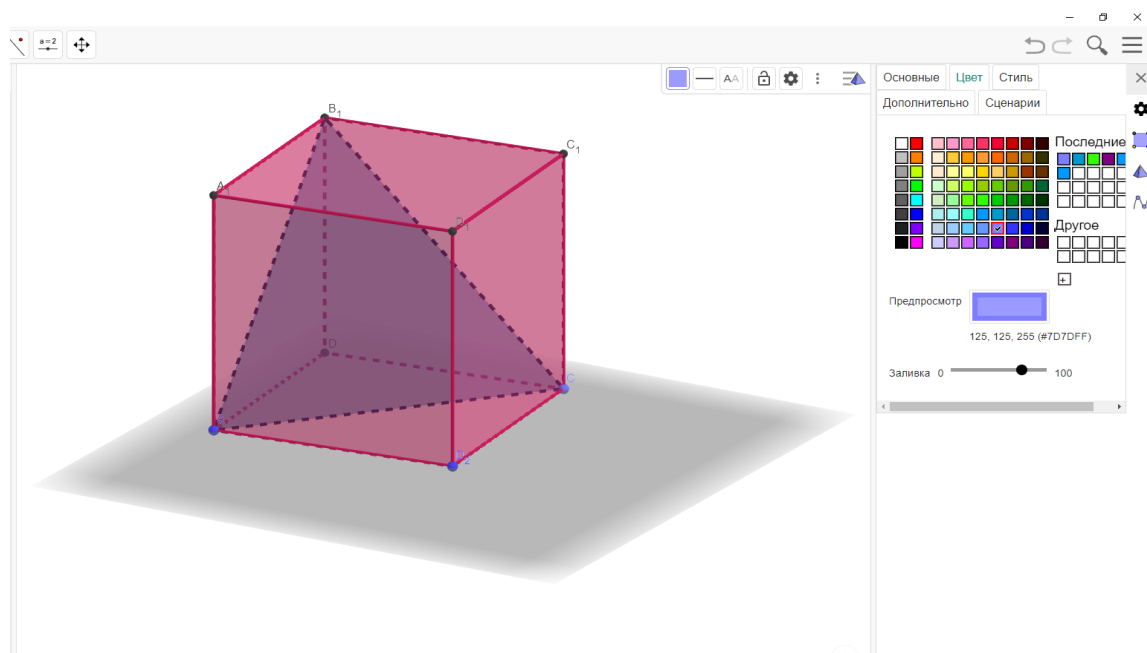 a=2
AA
Основные Цвет Стиль
Дополнительно Сценарии
Последние
Другое
+
Предпросмотр
125, 125, 255 (#7D7DFF)
Заливка 0 100
B₁
C₁
A₁
D₁
D
C